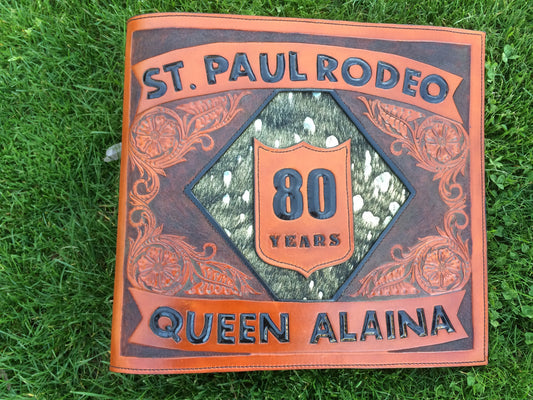 ST. PAUL RODEO
80
YEARS
QUEEN ALAINA